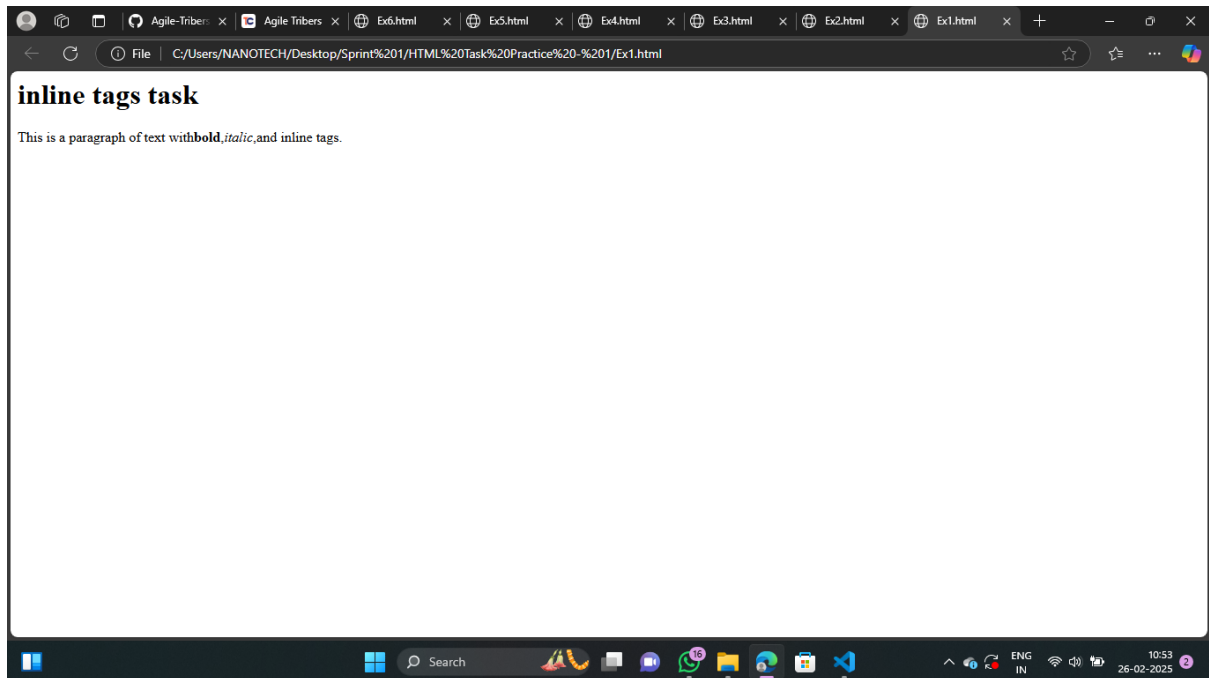 Agile-Tribers Agile Tribers Ex6.html Ex5.html Ex4.html Ex3.html Ex2.html Ex1.html
File C:/Users/NANOTECH/Desktop/Sprint%201/HTML%20Task%20Practice%20-%201/Ex1.html
inline tags task
This is a paragraph of text withbold,italic,and inline tags.
Search 16 ENG 10:53
IN 26-02-2025 2